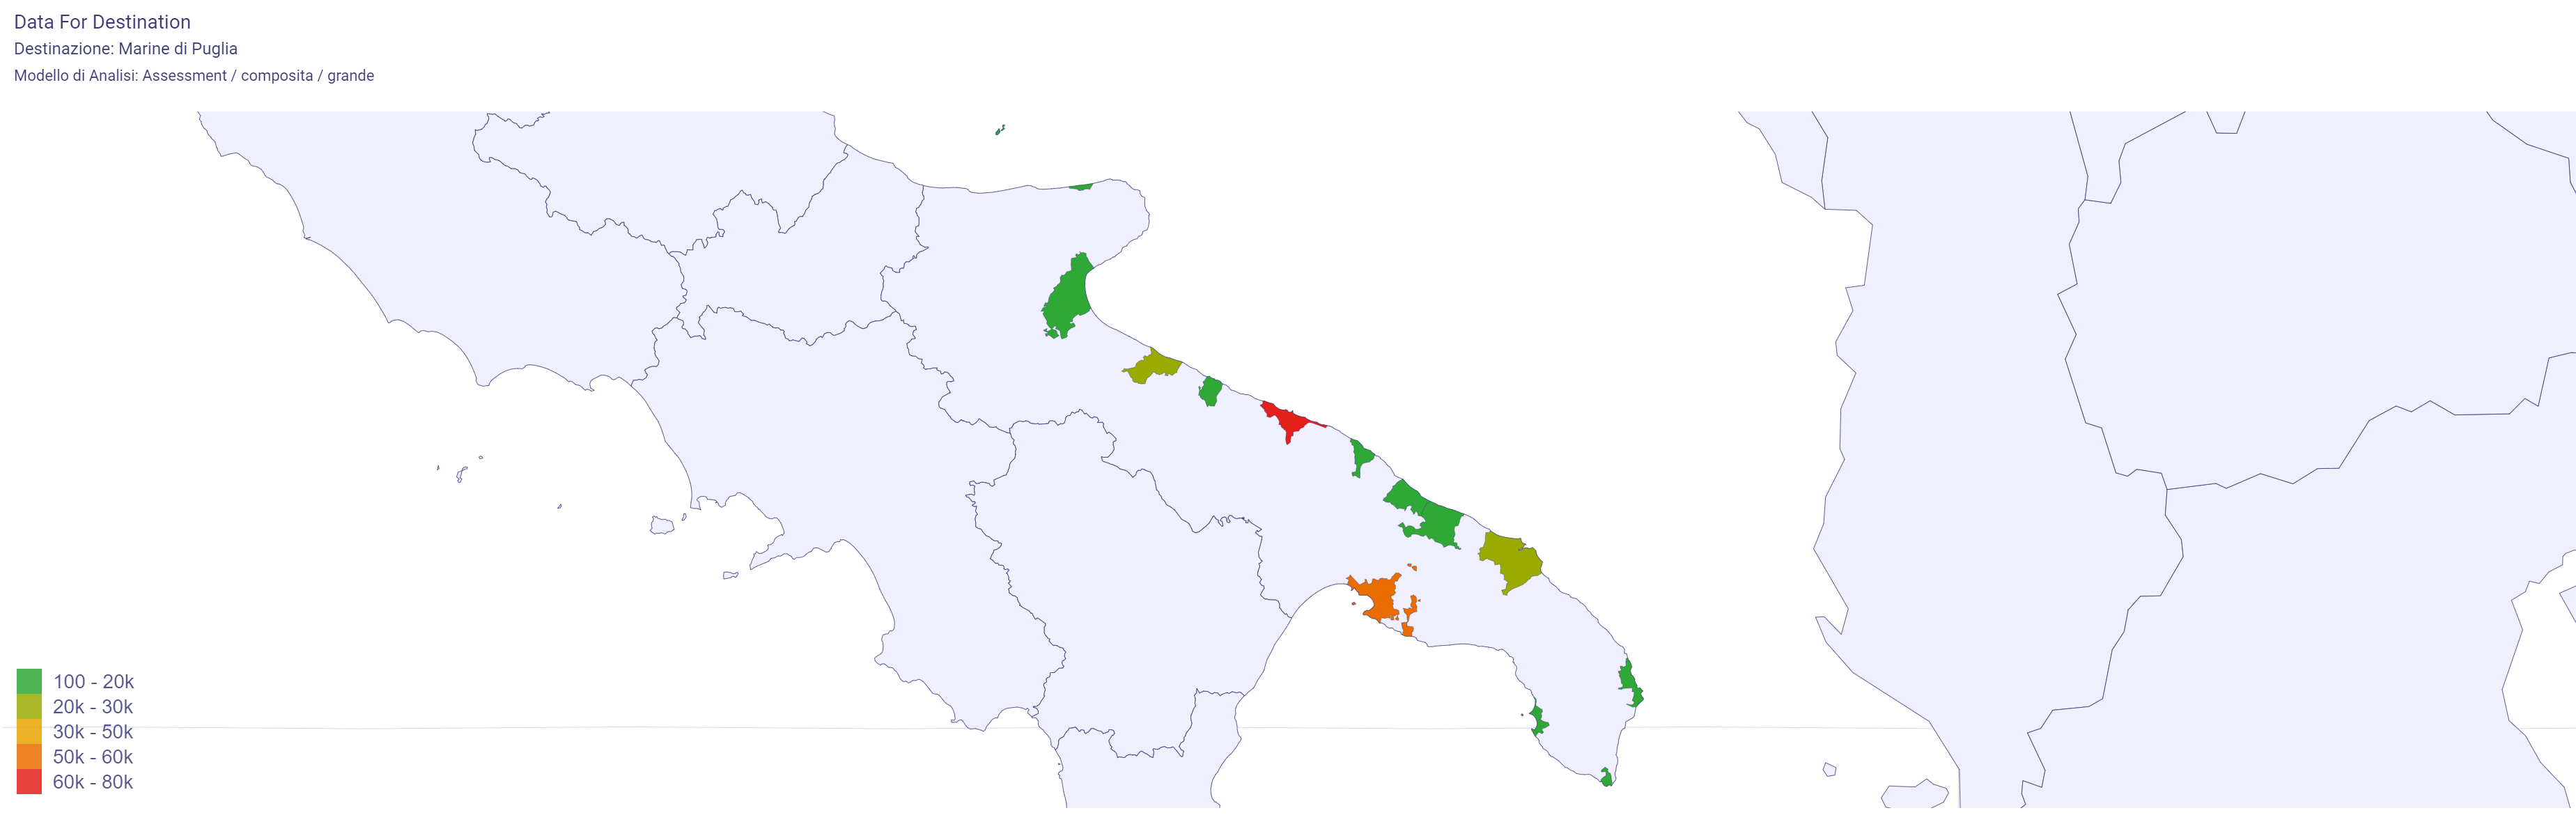 Data For Destination
Destinazione: Marine di Puglia
Modello di Analisi: Assessment / composita / grande
100 - 20k
20k - 30k
30k - 50k
50k - 60k
60k - 80k